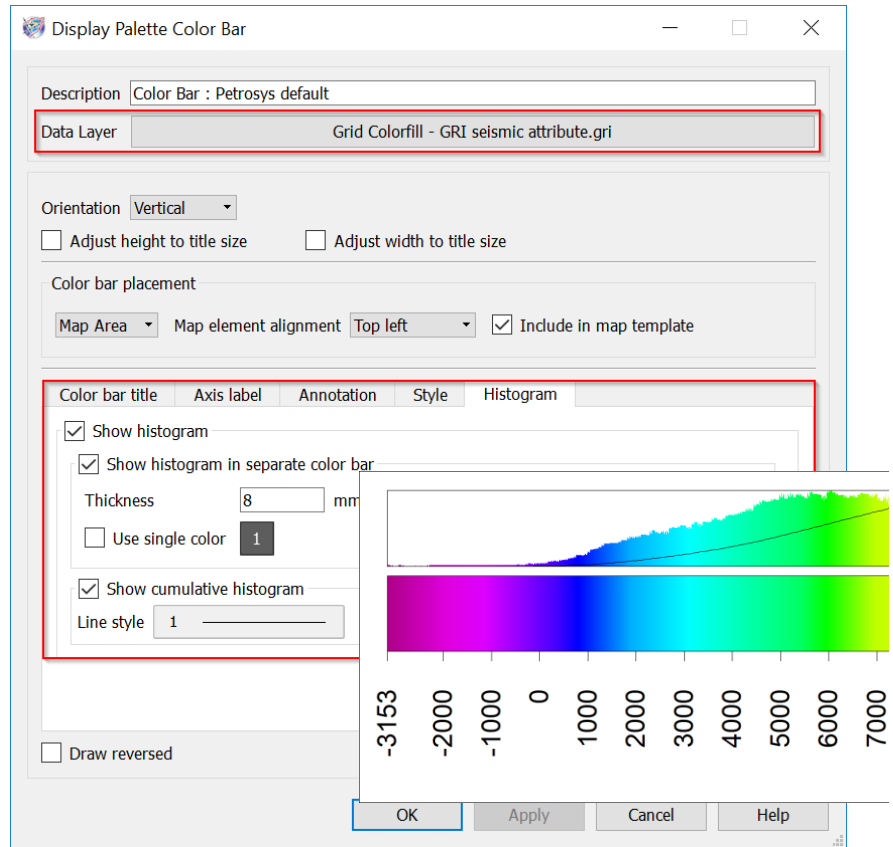 Display Palette Color Bar
Description Color Bar : Petrosys default
Data Layer Grid Colorfill - GRI seismic attribute.gri
Orientation Vertical
Adjust height to title size Adjust width to title size
Color bar placement
Map Area Map element alignment Top left Include in map template
Color bar title Axis label Annotation Style Histogram
Show histogram
Show histogram in separate color bar
Thickness 8 mm
Use single color 1
Show cumulative histogram
Line style 1
-3153 -2000 -1000 0 1000 2000 3000 4000 5000 6000 7000
Draw reversed
OK Apply Cancel Help